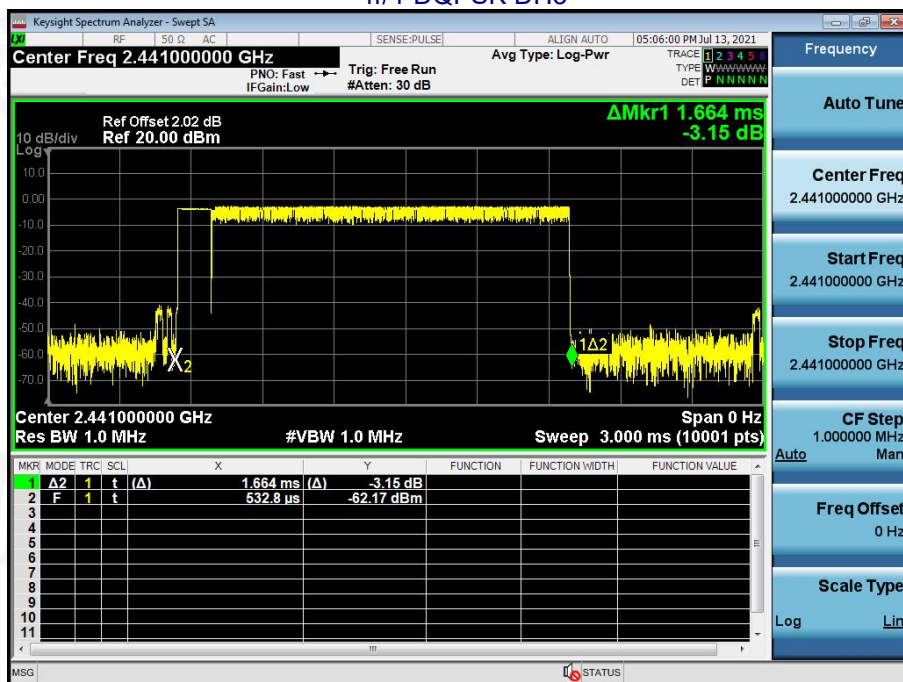 Keysight Spectrum Analyzer - Swept SA
LXI RF 50 Ω AC SENSE:PULSE ALIGN AUTO 05:06:00 PM Jul 13, 2021
Center Freq 2.441000000 GHz Avg Type: Log-Pwr TRACE 1 2 3 4 5 6
PNO: Fast Trig: Free Run TYPE WWWWWW
IFGain:Low #Atten: 30 dB DET P N N N N N
ΔMkr1 1.664 ms
-3.15 dB
Ref Offset 2.02 dB
10 dB/div Ref 20.00 dBm
Log
10.0
0.00
-10.0
-20.0
-30.0
-40.0
-50.0
-60.0
-70.0
X2
1Δ2
Center 2.441000000 GHz Span 0 Hz
Res BW 1.0 MHz #VBW 1.0 MHz Sweep 3.000 ms (10001 pts)
MKR MODE TRC SCL X Y FUNCTION FUNCTION WIDTH FUNCTION VALUE
1 Δ2 1 t (Δ) 1.664 ms (Δ) -3.15 dB
2 F 1 t 532.8 µs -62.17 dBm
3
4
5
6
7
8
9
10
11
MSG STATUS
Frequency
Auto Tune
Center Freq
2.441000000 GHz
Start Freq
2.441000000 GHz
Stop Freq
2.441000000 GHz
CF Step
1.000000 MHz
Auto Man
Freq Offset
0 Hz
Scale Type
Log Lin